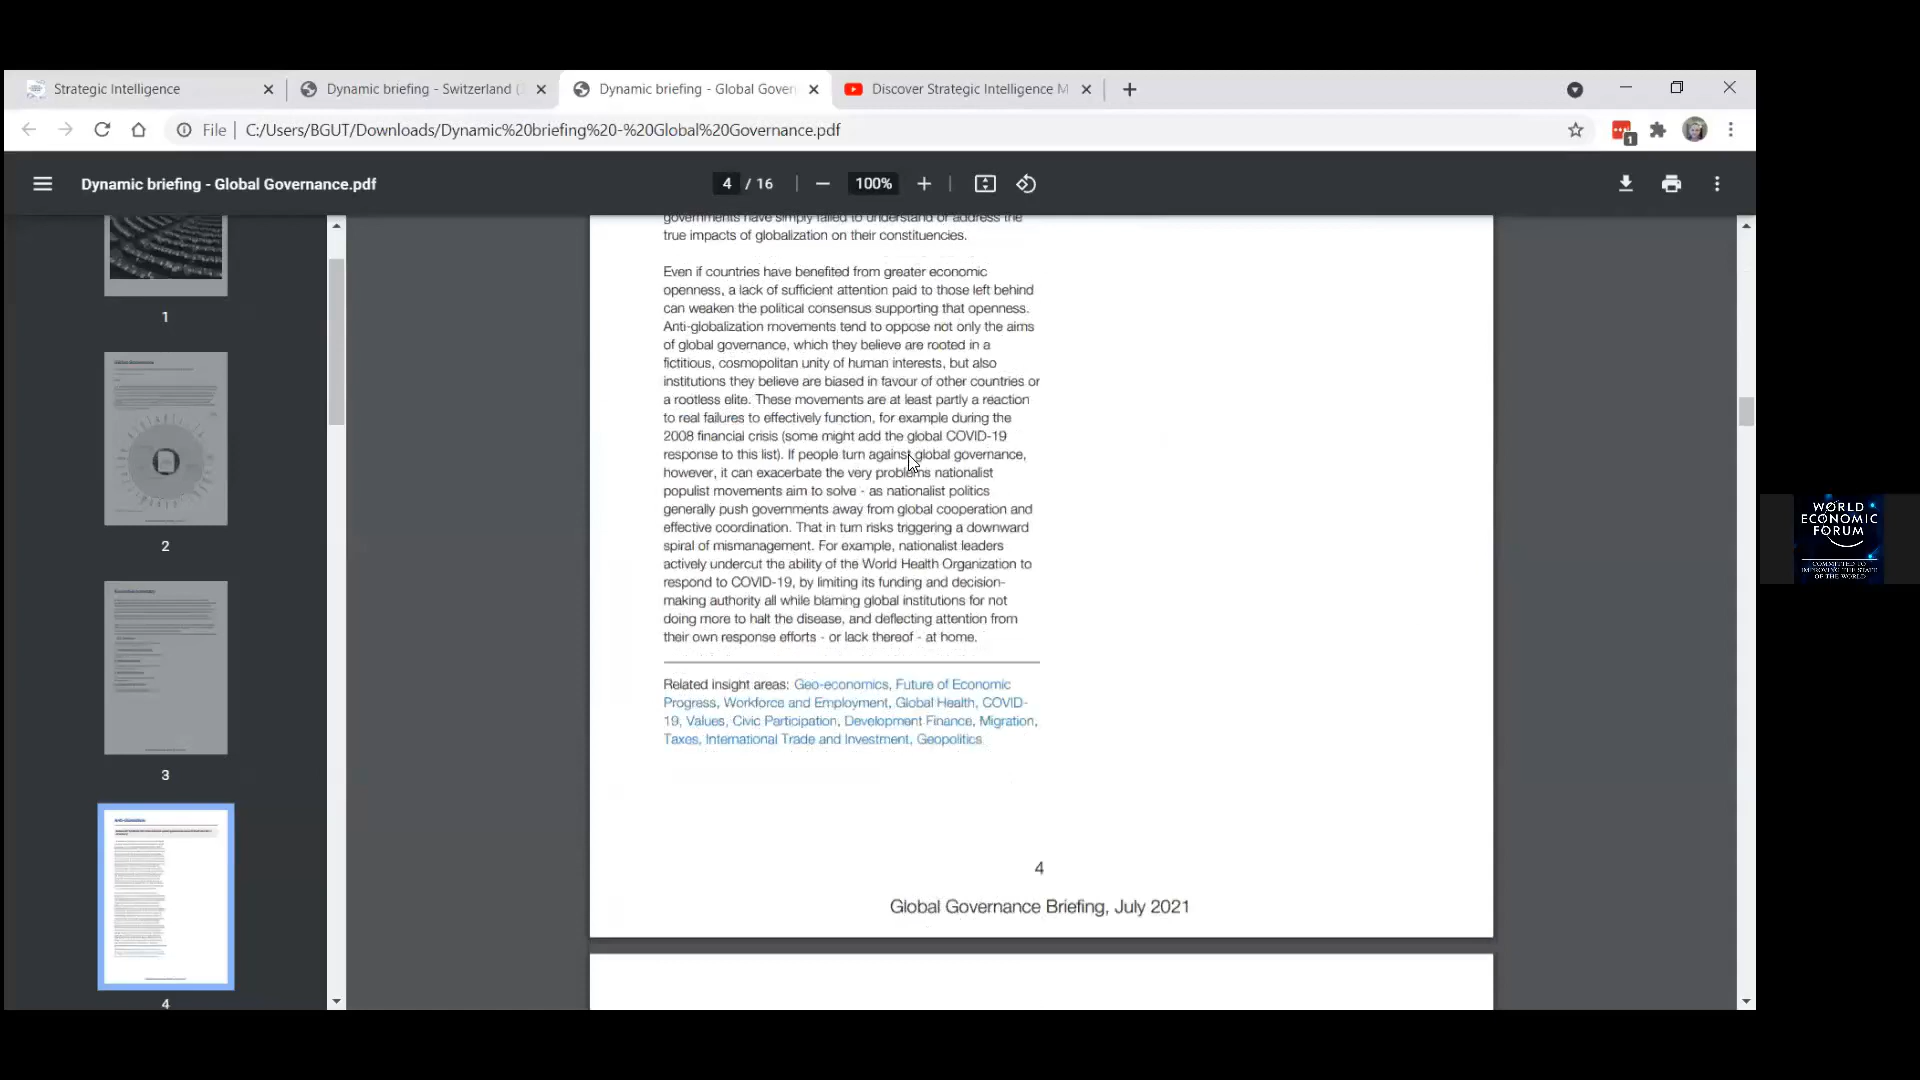 Strategic Intelligence
Dynamic briefing - Switzerland (
Dynamic briefing - Global Gover
Discover Strategic Intelligence M
File
C:/Users/BGUT/Downloads/Dynamic%20briefing%20-%20Global%20Governance.pdf
1
Dynamic briefing - Global Governance.pdf
4 / 16
100%
1
2
3
4
governments have simply failed to understand or address the
true impacts of globalization on their constituencies.
Even if countries have benefited from greater economic
openness, a lack of sufficient attention paid to those left behind
can weaken the political consensus supporting that openness.
Anti-globalization movements tend to oppose not only the aims
of global governance, which they believe are rooted in a
fictitious, cosmopolitan unity of human interests, but also
institutions they believe are biased in favour of other countries or
a rootless elite. These movements are at least partly a reaction
to real failures to effectively function, for example during the
2008 financial crisis (some might add the global COVID-19
response to this list). If people turn against global governance,
however, it can exacerbate the very problems nationalist
populist movements aim to solve - as nationalist politics
generally push governments away from global cooperation and
effective coordination. That in turn risks triggering a downward
spiral of mismanagement. For example, nationalist leaders
actively undercut the ability of the World Health Organization to
respond to COVID-19, by limiting its funding and decision-
making authority all while blaming global institutions for not
doing more to halt the disease, and deflecting attention from
their own response efforts - or lack thereof - at home.
Related insight areas: Geo-economics, Future of Economic
Progress, Workforce and Employment, Global Health, COVID-
19, Values, Civic Participation, Development Finance, Migration,
Taxes, International Trade and Investment, Geopolitics
4
Global Governance Briefing, July 2021
WORLD
ECONOMIC
FORUM
COMMITTED TO
IMPROVING THE STATE
OF THE WORLD